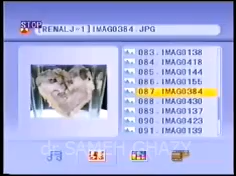 STOP
[RENALJ~1]IMAG0384.JPG
083.IMAG0138
084.IMAG0418
085.IMAG0144
086.IMAG0155
087.IMAG0384
088.IMAG0430
089.IMAG0137
090.IMAG0423
091.IMAG0139
dr SAMEH GHAZY